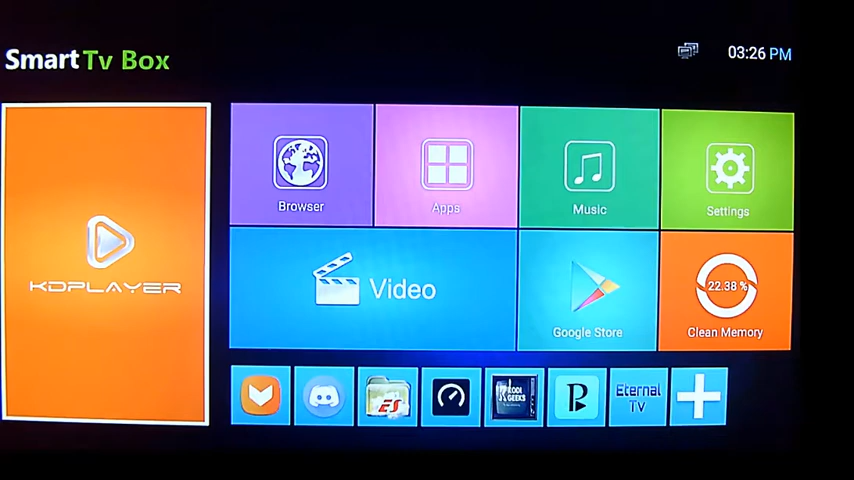 Smart Tv Box
03:26 PM
KDPLAYER
Browser
Apps
Music
Settings
Video
Google Store
22.38 %
Clean Memory
ES
KODI
GEEKS
P
Eternal
TV